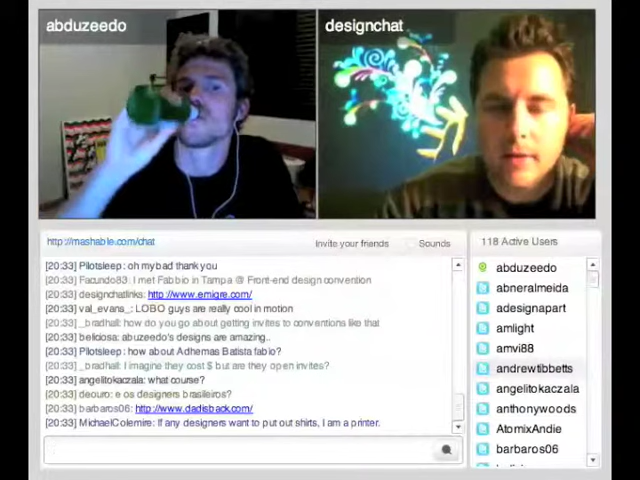 abduzeedo
designchat
http://mashable.com/chat
Invite your friends
Sounds
118 Active Users
[20:33] Pilotsleep: oh my bad thank you
[20:33] Facundo83: I met Fabbio in Tampa @ Front-end design convention
[20:33] designchatlinks: http://www.emigre.com/
[20:33] val_evans_: LOBO guys are really cool in motion
[20:33] _bradhall: how do you go about getting invites to conventions like that
[20:33] beliciosa: abuzeedo's designs are amazing..
[20:33] Pilotsleep: how about Adhemas Batista fabio?
[20:33] _bradhall: I imagine they cost $ but are they open invites?
[20:33] angelitokaczala: what course?
[20:33] deouro: e os designers brasileiros?
[20:33] barbaros06: http://www.dadisback.com/
[20:33] MichaelColemire: If any designers want to put out shirts, I am a printer.
abduzeedo
abneralmeida
adesignapart
amlight
amvi88
andrewtibbetts
angelitokaczala
anthonywoods
AtomixAndie
barbaros06